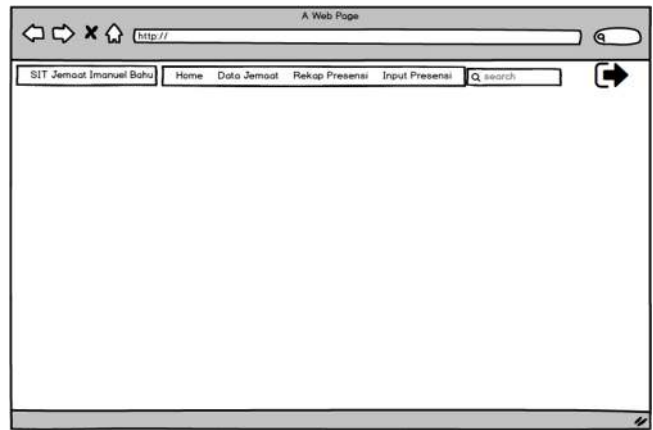 A Web Page
http://
SIT Jemaat Imanuel Bahu Home Data Jemaat Rekap Presensi Input Presensi search